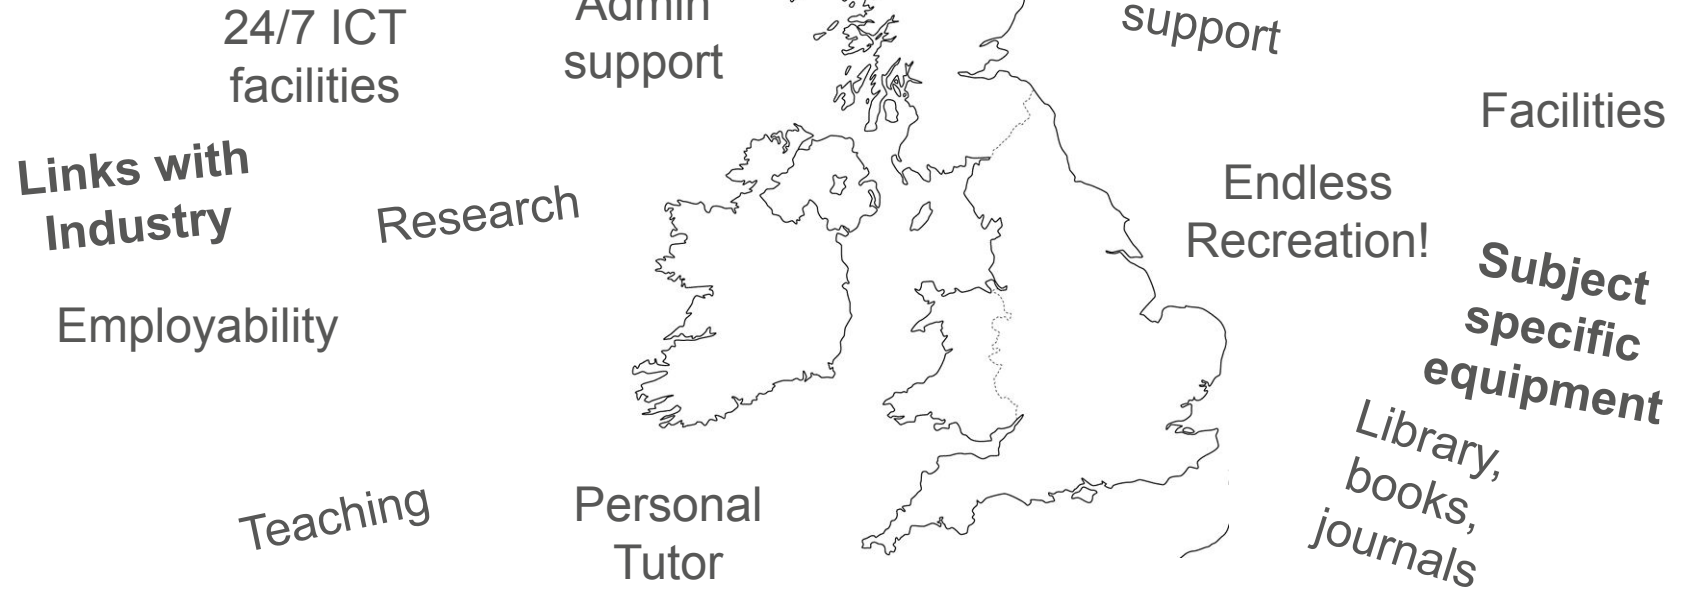 24/7 ICT
facilities
Admin
support
support
Facilities
Links with
Industry
Research
Endless
Recreation!
Subject
specific
equipment
Employability
Library,
books,
journals
Teaching
Personal
Tutor